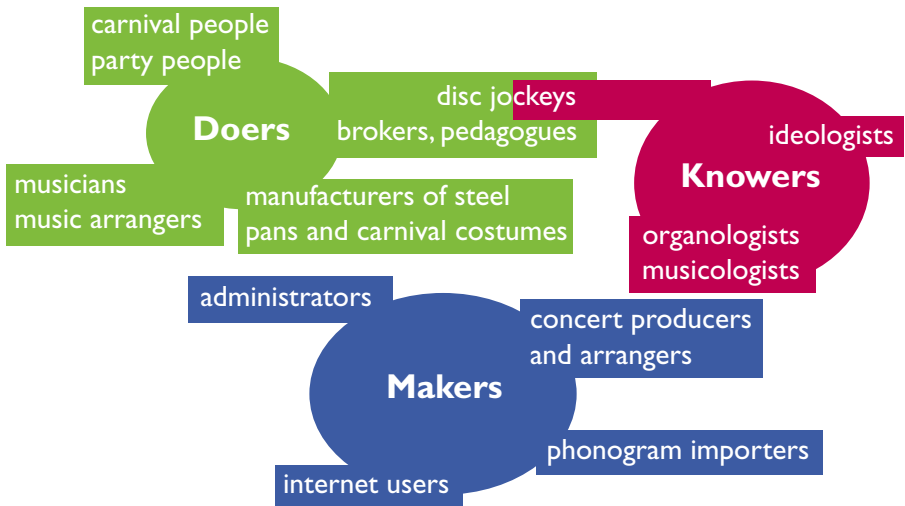 carnival people
party people
disc jockeys
brokers, pedagogues
Doers
ideologists
Knowers
musicians
music arrangers
manufacturers of steel
pans and carnival costumes
organologists
musicologists
administrators
concert producers
and arrangers
Makers
phonogram importers
internet users